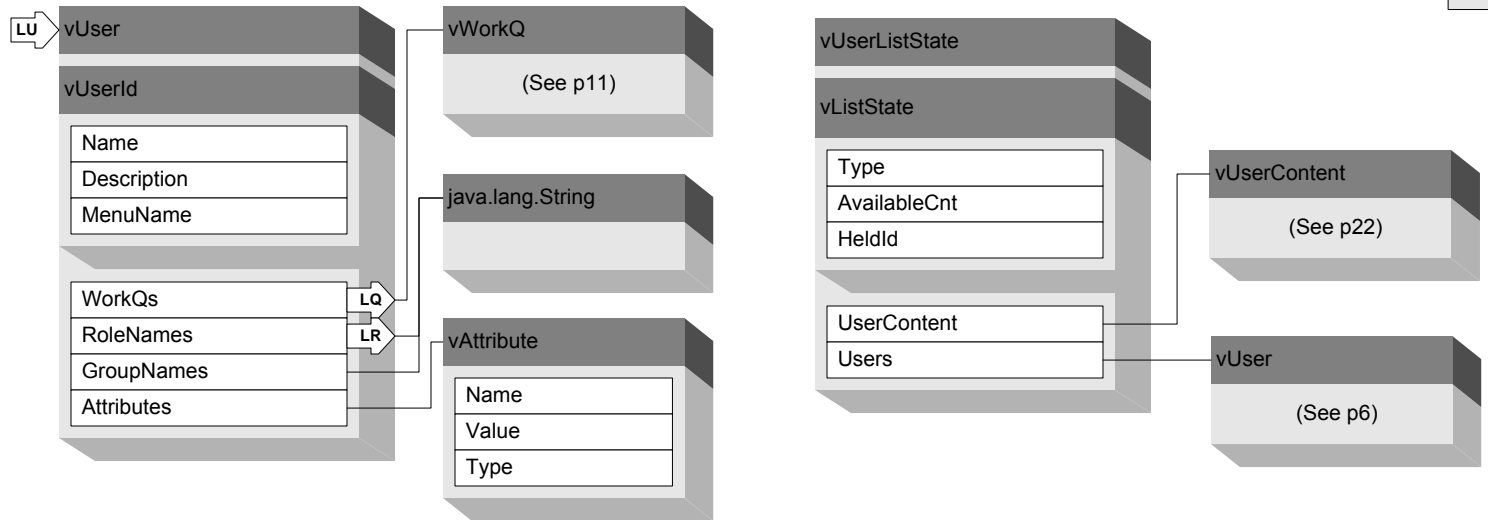 LU
vUser
vUserId
Name
Description
MenuName
WorkQs
LQ
RoleNames
LR
GroupNames
Attributes
vWorkQ
(See p11)
java.lang.String
vAttribute
Name
Value
Type
vUserListState
vListState
Type
AvailableCnt
HeldId
UserContent
Users
vUserContent
(See p22)
vUser
(See p6)